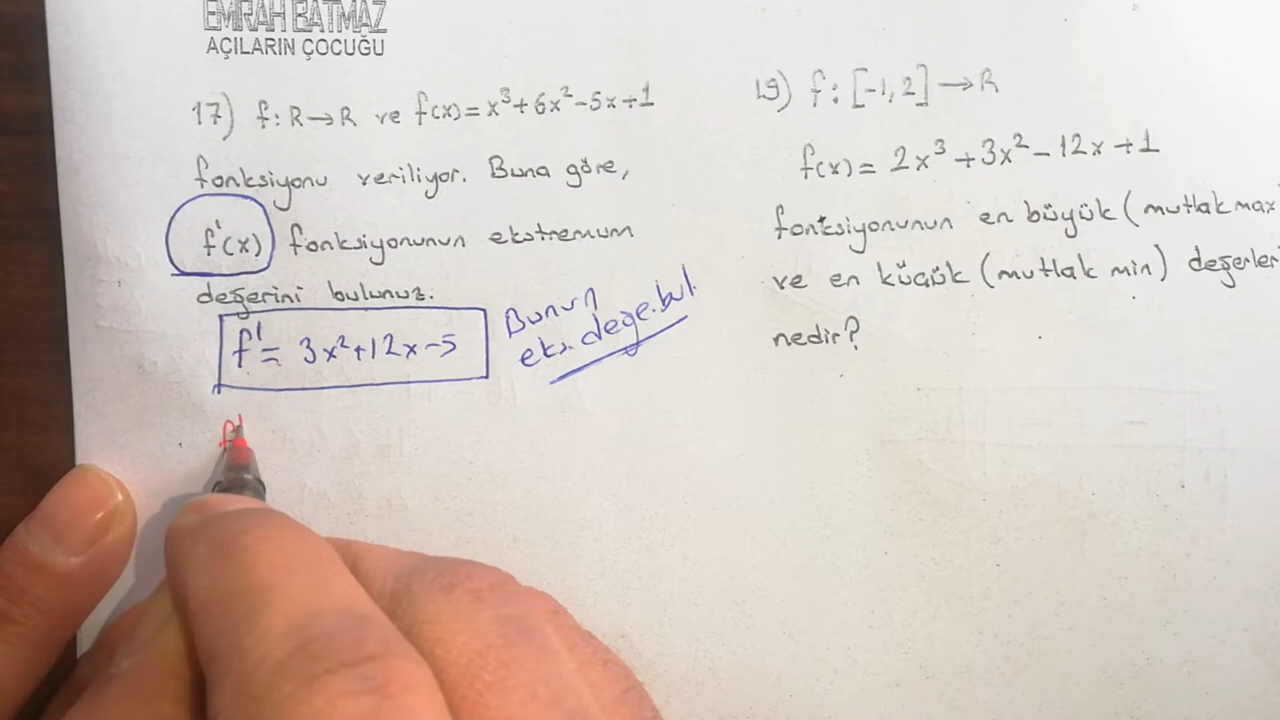 EMRAH BATMAZ
AÇILARIN ÇOCUĞU
17) f: R→R ve f(x) = x³+6x²-5x+1
fonksiyonu veriliyor. Buna göre,
f'(x) fonksiyonunun ekstremum
değerini bulunuz.
f' = 3x²+12x-5
Bunun
eks. değe. bul.
f'
19) f: [-1, 2] → R
f(x) = 2x³+3x²-12x+1
fonksiyonunun en büyük (mutlak max
ve en küçük (mutlak min) değerler
nedir?